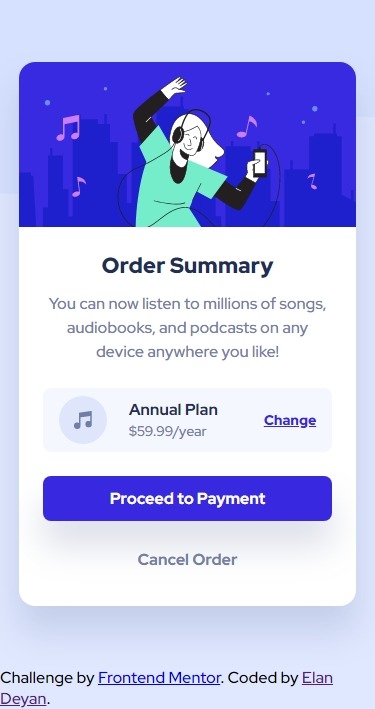 Order Summary
You can now listen to millions of songs,
audiobooks, and podcasts on any
device anywhere you like!
Annual Plan
$59.99/year
Change
Proceed to Payment
Cancel Order
Challenge by Frontend Mentor. Coded by Elan
Deyan.